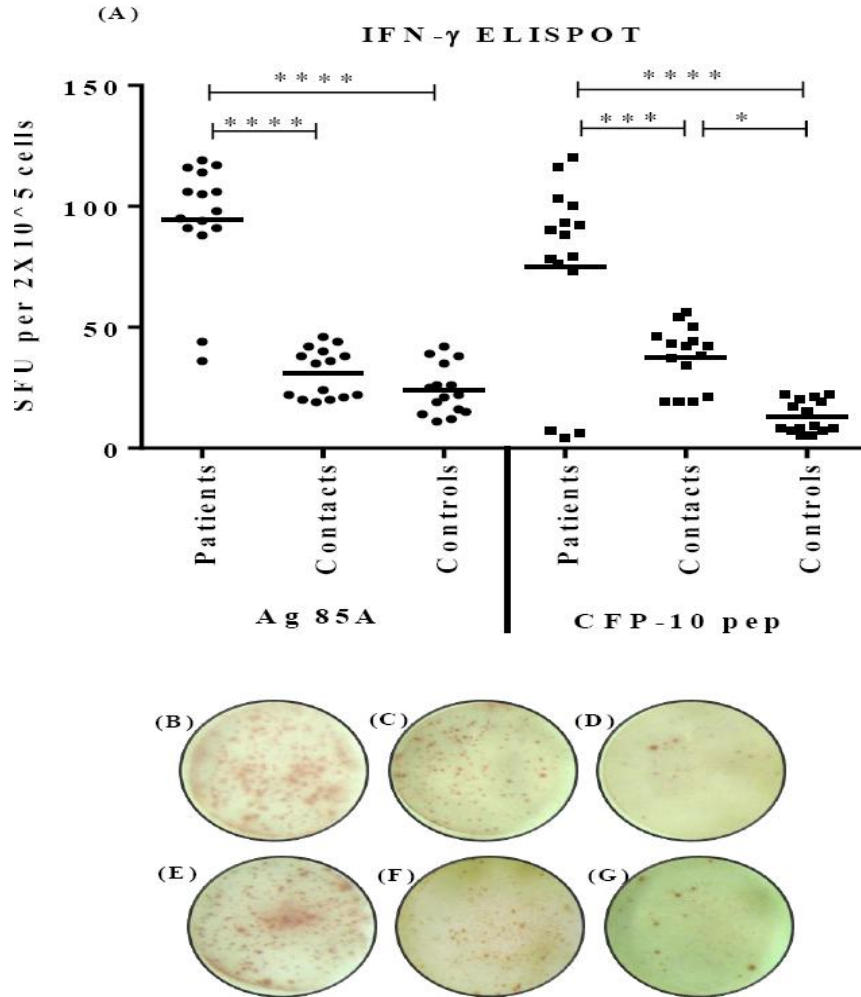 (A)
IFN-γ ELISPOT
SFU per 2X10^5 cells
150
100
50
0
* * * *
* * * *
* * * *
* * *
*
Patients
Contacts
Controls
Patients
Contacts
Controls
Ag 85A
CFP-10 pep
(B)
(C)
(D)
(E)
(F)
(G)